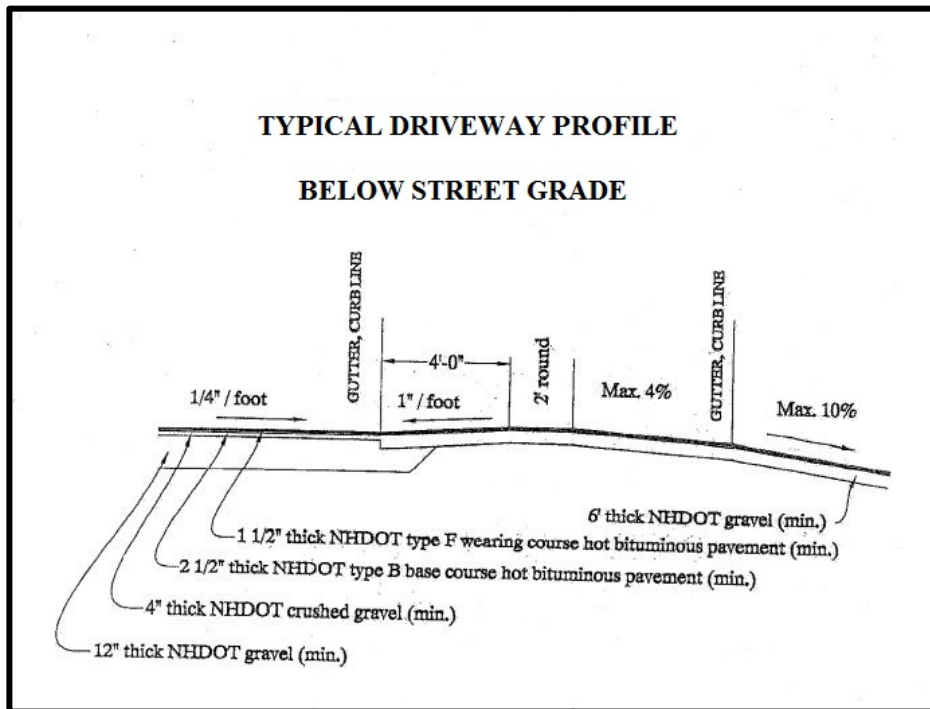 TYPICAL DRIVEWAY PROFILE
BELOW STREET GRADE
GUTTER, CURB LINE
4'-0"
2' round
GUTTER, CURB LINE
1/4" / foot
1" / foot
Max. 4%
Max. 10%
6' thick NHDOT gravel (min.)
1 1/2" thick NHDOT type F wearing course hot bituminous pavement (min.)
2 1/2" thick NHDOT type B base course hot bituminous pavement (min.)
4" thick NHDOT crushed gravel (min.)
12" thick NHDOT gravel (min.)